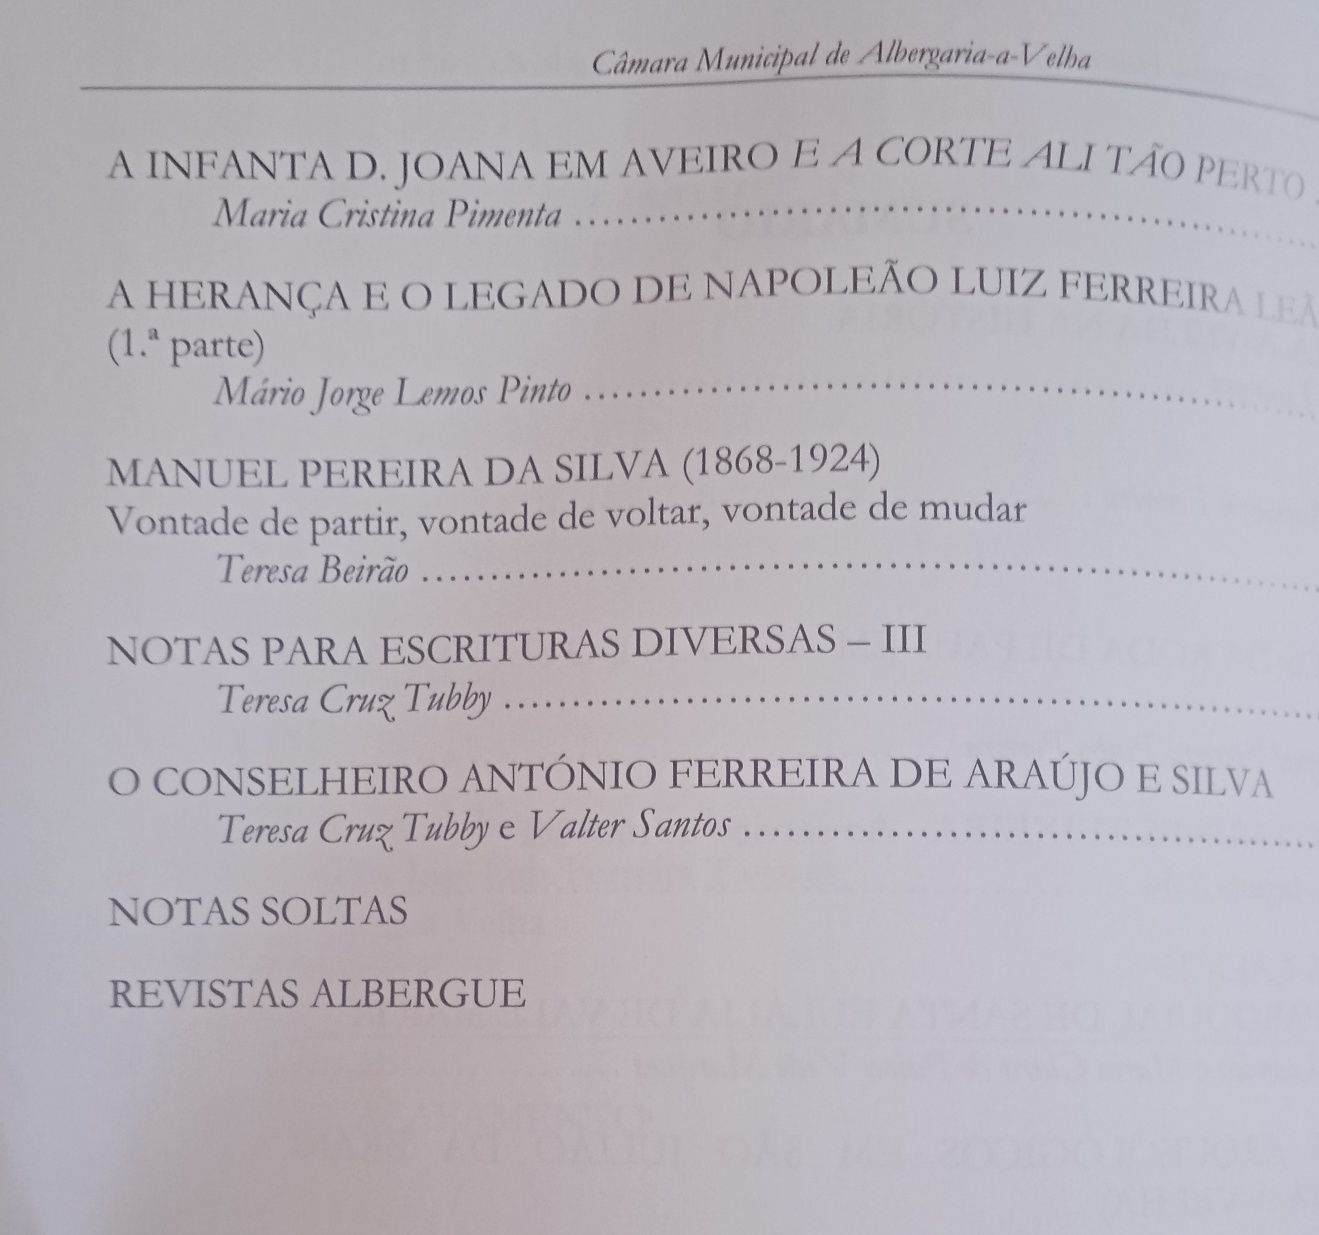 Câmara Municipal de Albergaria-a-Velha
A INFANTA D. JOANA EM AVEIRO E A CORTE ALI TÃO PERTO
Maria Cristina Pimenta ........................................................
A HERANÇA E O LEGADO DE NAPOLEÃO LUIZ FERREIRA
(1.ª parte)
Mário Jorge Lemos Pinto ........................................................
MANUEL PEREIRA DA SILVA (1868-1924)
Vontade de partir, vontade de voltar, vontade de mudar
Teresa Beirão ........................................................
NOTAS PARA ESCRITURAS DIVERSAS – III
Teresa Cruz Tubby ........................................................
O CONSELHEIRO ANTÓNIO FERREIRA DE ARAÚJO E SILVA
Teresa Cruz Tubby e Valter Santos ........................................................
NOTAS SOLTAS
REVISTAS ALBERGUE